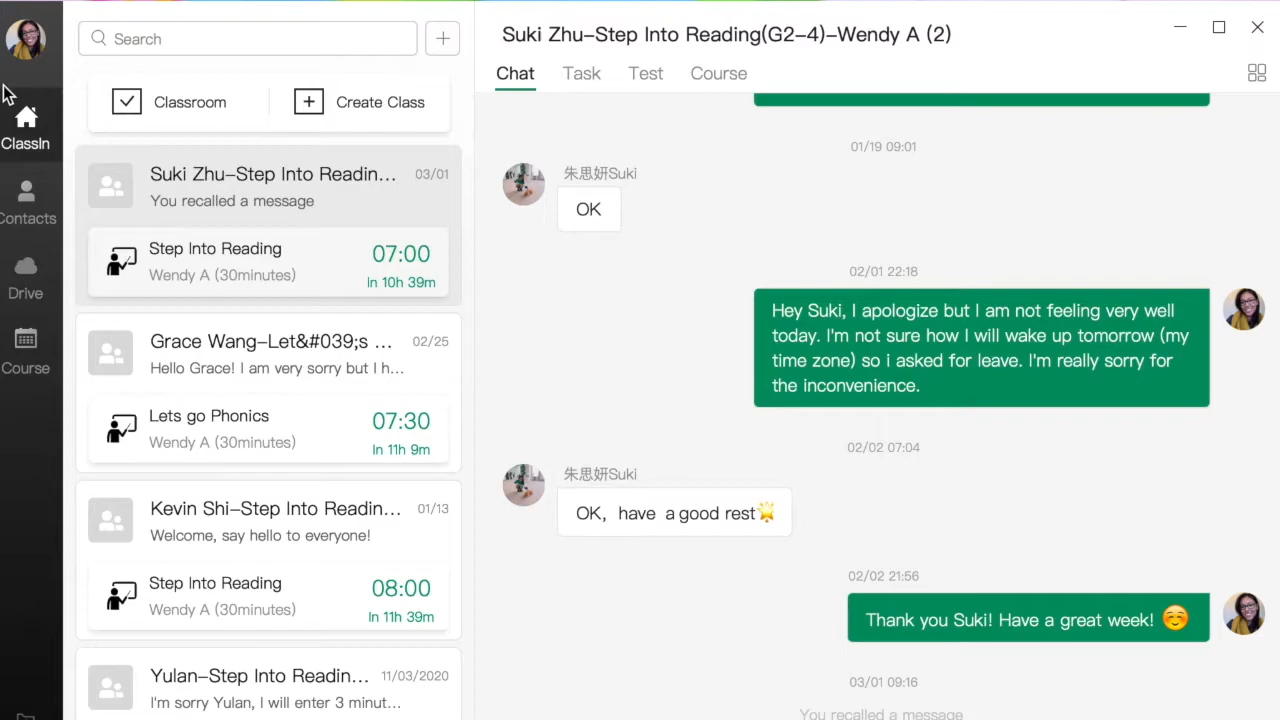 Search
Classroom
Create Class
ClassIn
Contacts
Drive
Course
Suki Zhu-Step Into Readin... 03/01
You recalled a message
Step Into Reading 07:00
Wendy A (30minutes) In 10h 39m
Grace Wang-Let&#039;s ... 02/25
Hello Grace! I am very sorry but I h...
Lets go Phonics 07:30
Wendy A (30minutes) In 11h 9m
Kevin Shi-Step Into Readin... 01/13
Welcome, say hello to everyone!
Step Into Reading 08:00
Wendy A (30minutes) In 11h 39m
Yulan-Step Into Readin... 11/03/2020
I'm sorry Yulan, I will enter 3 minut...
Suki Zhu-Step Into Reading(G2-4)-Wendy A (2)
Chat Task Test Course
01/19 09:01
朱思妍Suki
OK
02/01 22:18
Hey Suki, I apologize but I am not feeling very well
today. I'm not sure how I will wake up tomorrow (my
time zone) so i asked for leave. I'm really sorry for
the inconvenience.
02/02 07:04
朱思妍Suki
OK，have a good rest🌟
02/02 21:56
Thank you Suki! Have a great week! ☺️
03/01 09:16
You recalled a message